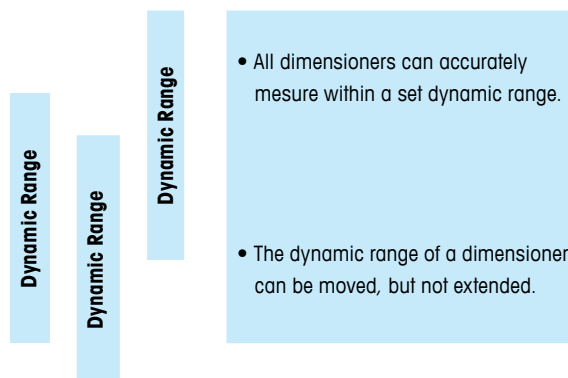 Dynamic Range
Dynamic Range
Dynamic Range
• All dimensioners can accurately
mesure within a set dynamic range.
• The dynamic range of a dimensioner
can be moved, but not extended.